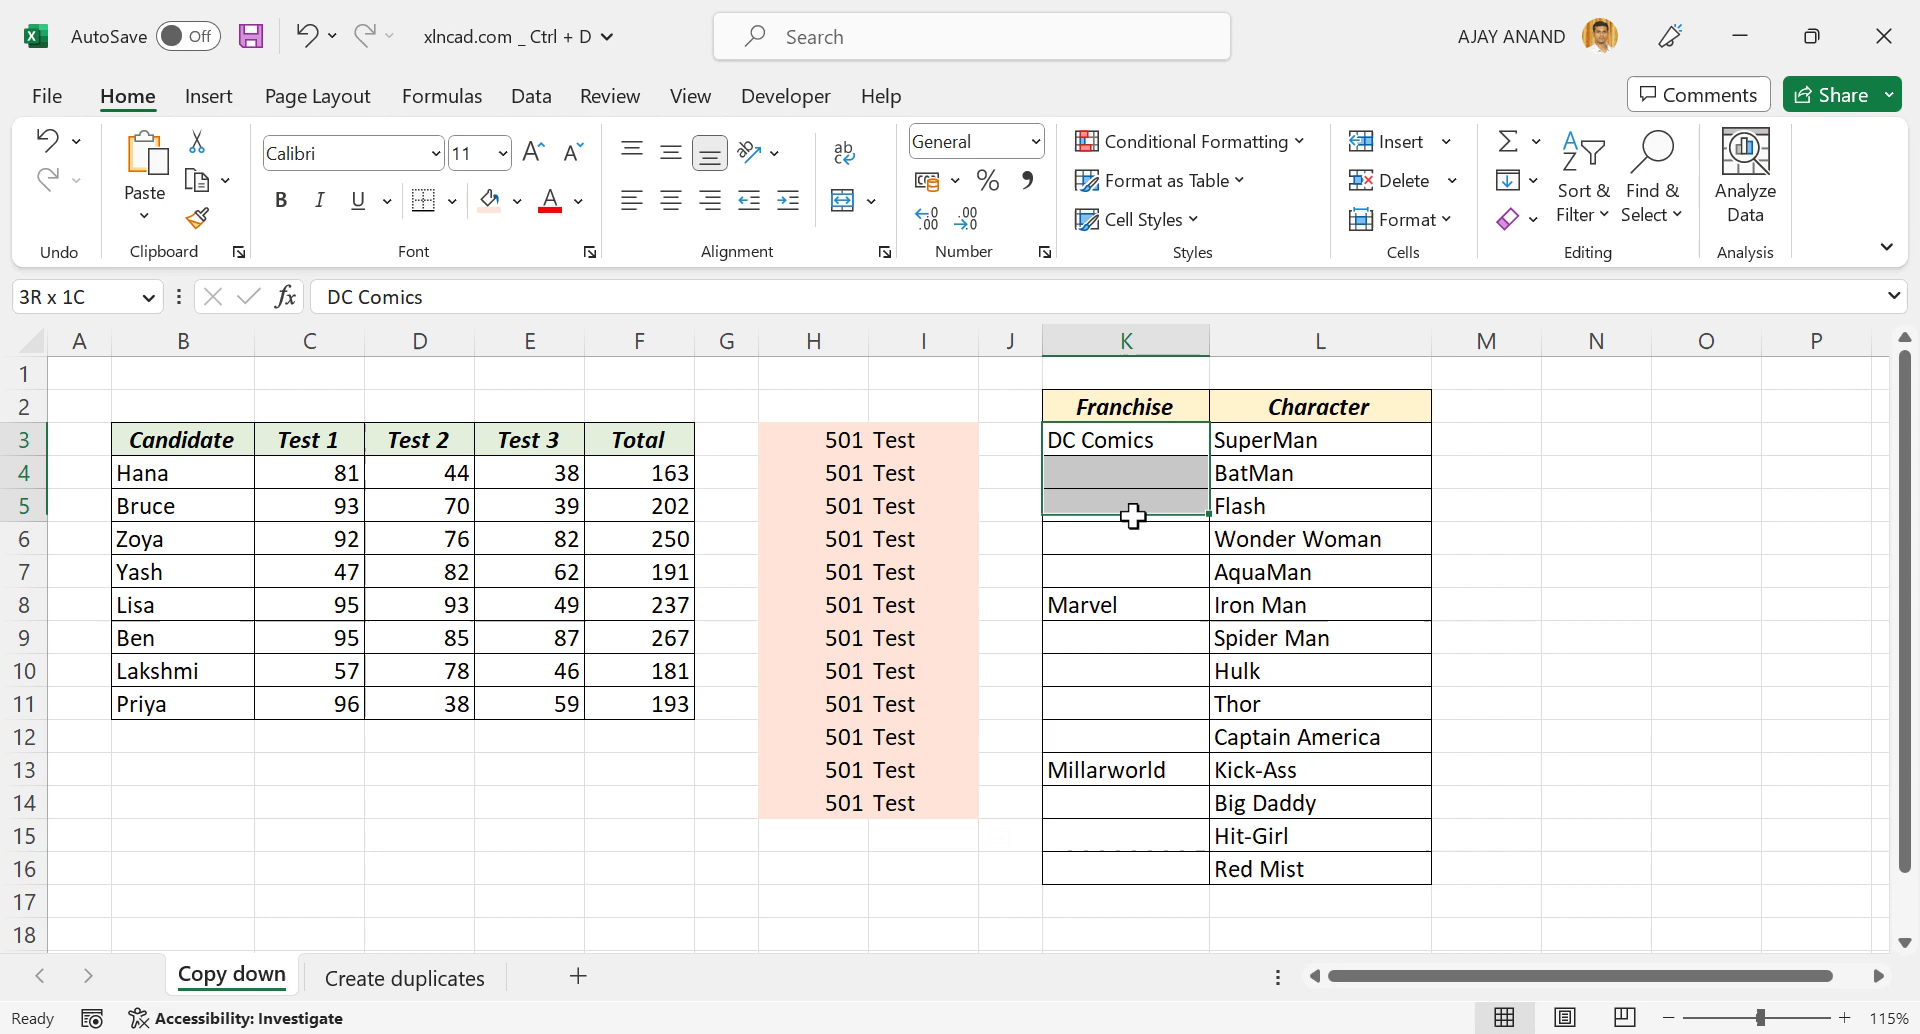 AutoSave Off xlncad.com _ Ctrl + D Search AJAY ANAND
File Home Insert Page Layout Formulas Data Review View Developer Help Comments Share
Paste
Calibri 11
B I U
ab
General
% ,
.00
.00
Conditional Formatting
Format as Table
Cell Styles
Insert
Delete
Format
Sort & Filter
Find & Select
Analyze Data
Undo Clipboard Font Alignment Number Styles Cells Editing Analysis
3R x 1C fx DC Comics
A B C D E F G H I J K L M N O P
1
2 Franchise Character
3 Candidate Test 1 Test 2 Test 3 Total 501 Test DC Comics SuperMan
4 Hana 81 44 38 163 501 Test BatMan
5 Bruce 93 70 39 202 501 Test Flash
6 Zoya 92 76 82 250 501 Test Wonder Woman
7 Yash 47 82 62 191 501 Test AquaMan
8 Lisa 95 93 49 237 501 Test Marvel Iron Man
9 Ben 95 85 87 267 501 Test Spider Man
10 Lakshmi 57 78 46 181 501 Test Hulk
11 Priya 96 38 59 193 501 Test Thor
12 501 Test Captain America
13 501 Test Millarworld Kick-Ass
14 501 Test Big Daddy
15 Hit-Girl
16 Red Mist
17
18
Copy down Create duplicates +
Ready Accessibility: Investigate 115%